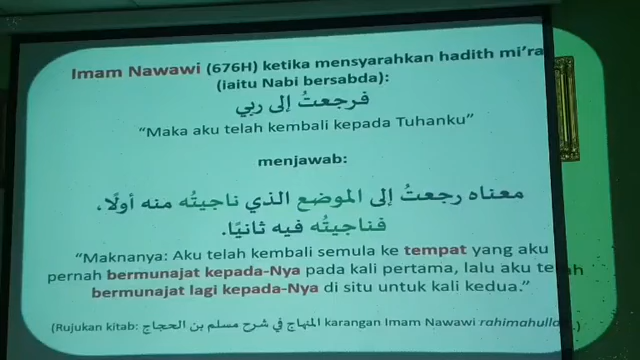 Imam Nawawi (676H) ketika mensyarahkan hadith mi'ra
(iaitu Nabi bersabda):
فرجعتُ إلى ربي
“Maka aku telah kembali kepada Tuhanku”
menjawab:
معناه رجعتُ إلى الموضع الذي ناجيتُه منه أولًا،
فناجيتُه فيه ثانيًا.
“Maknanya: Aku telah kembali semula ke tempat yang aku
pernah bermunajat kepada-Nya pada kali pertama, lalu aku telah
bermunajat lagi kepada-Nya di situ untuk kali kedua.”
(Rujukan kitab: المنهاج في شرح مسلم بن الحجاج karangan Imam Nawawi rahimahullah.)